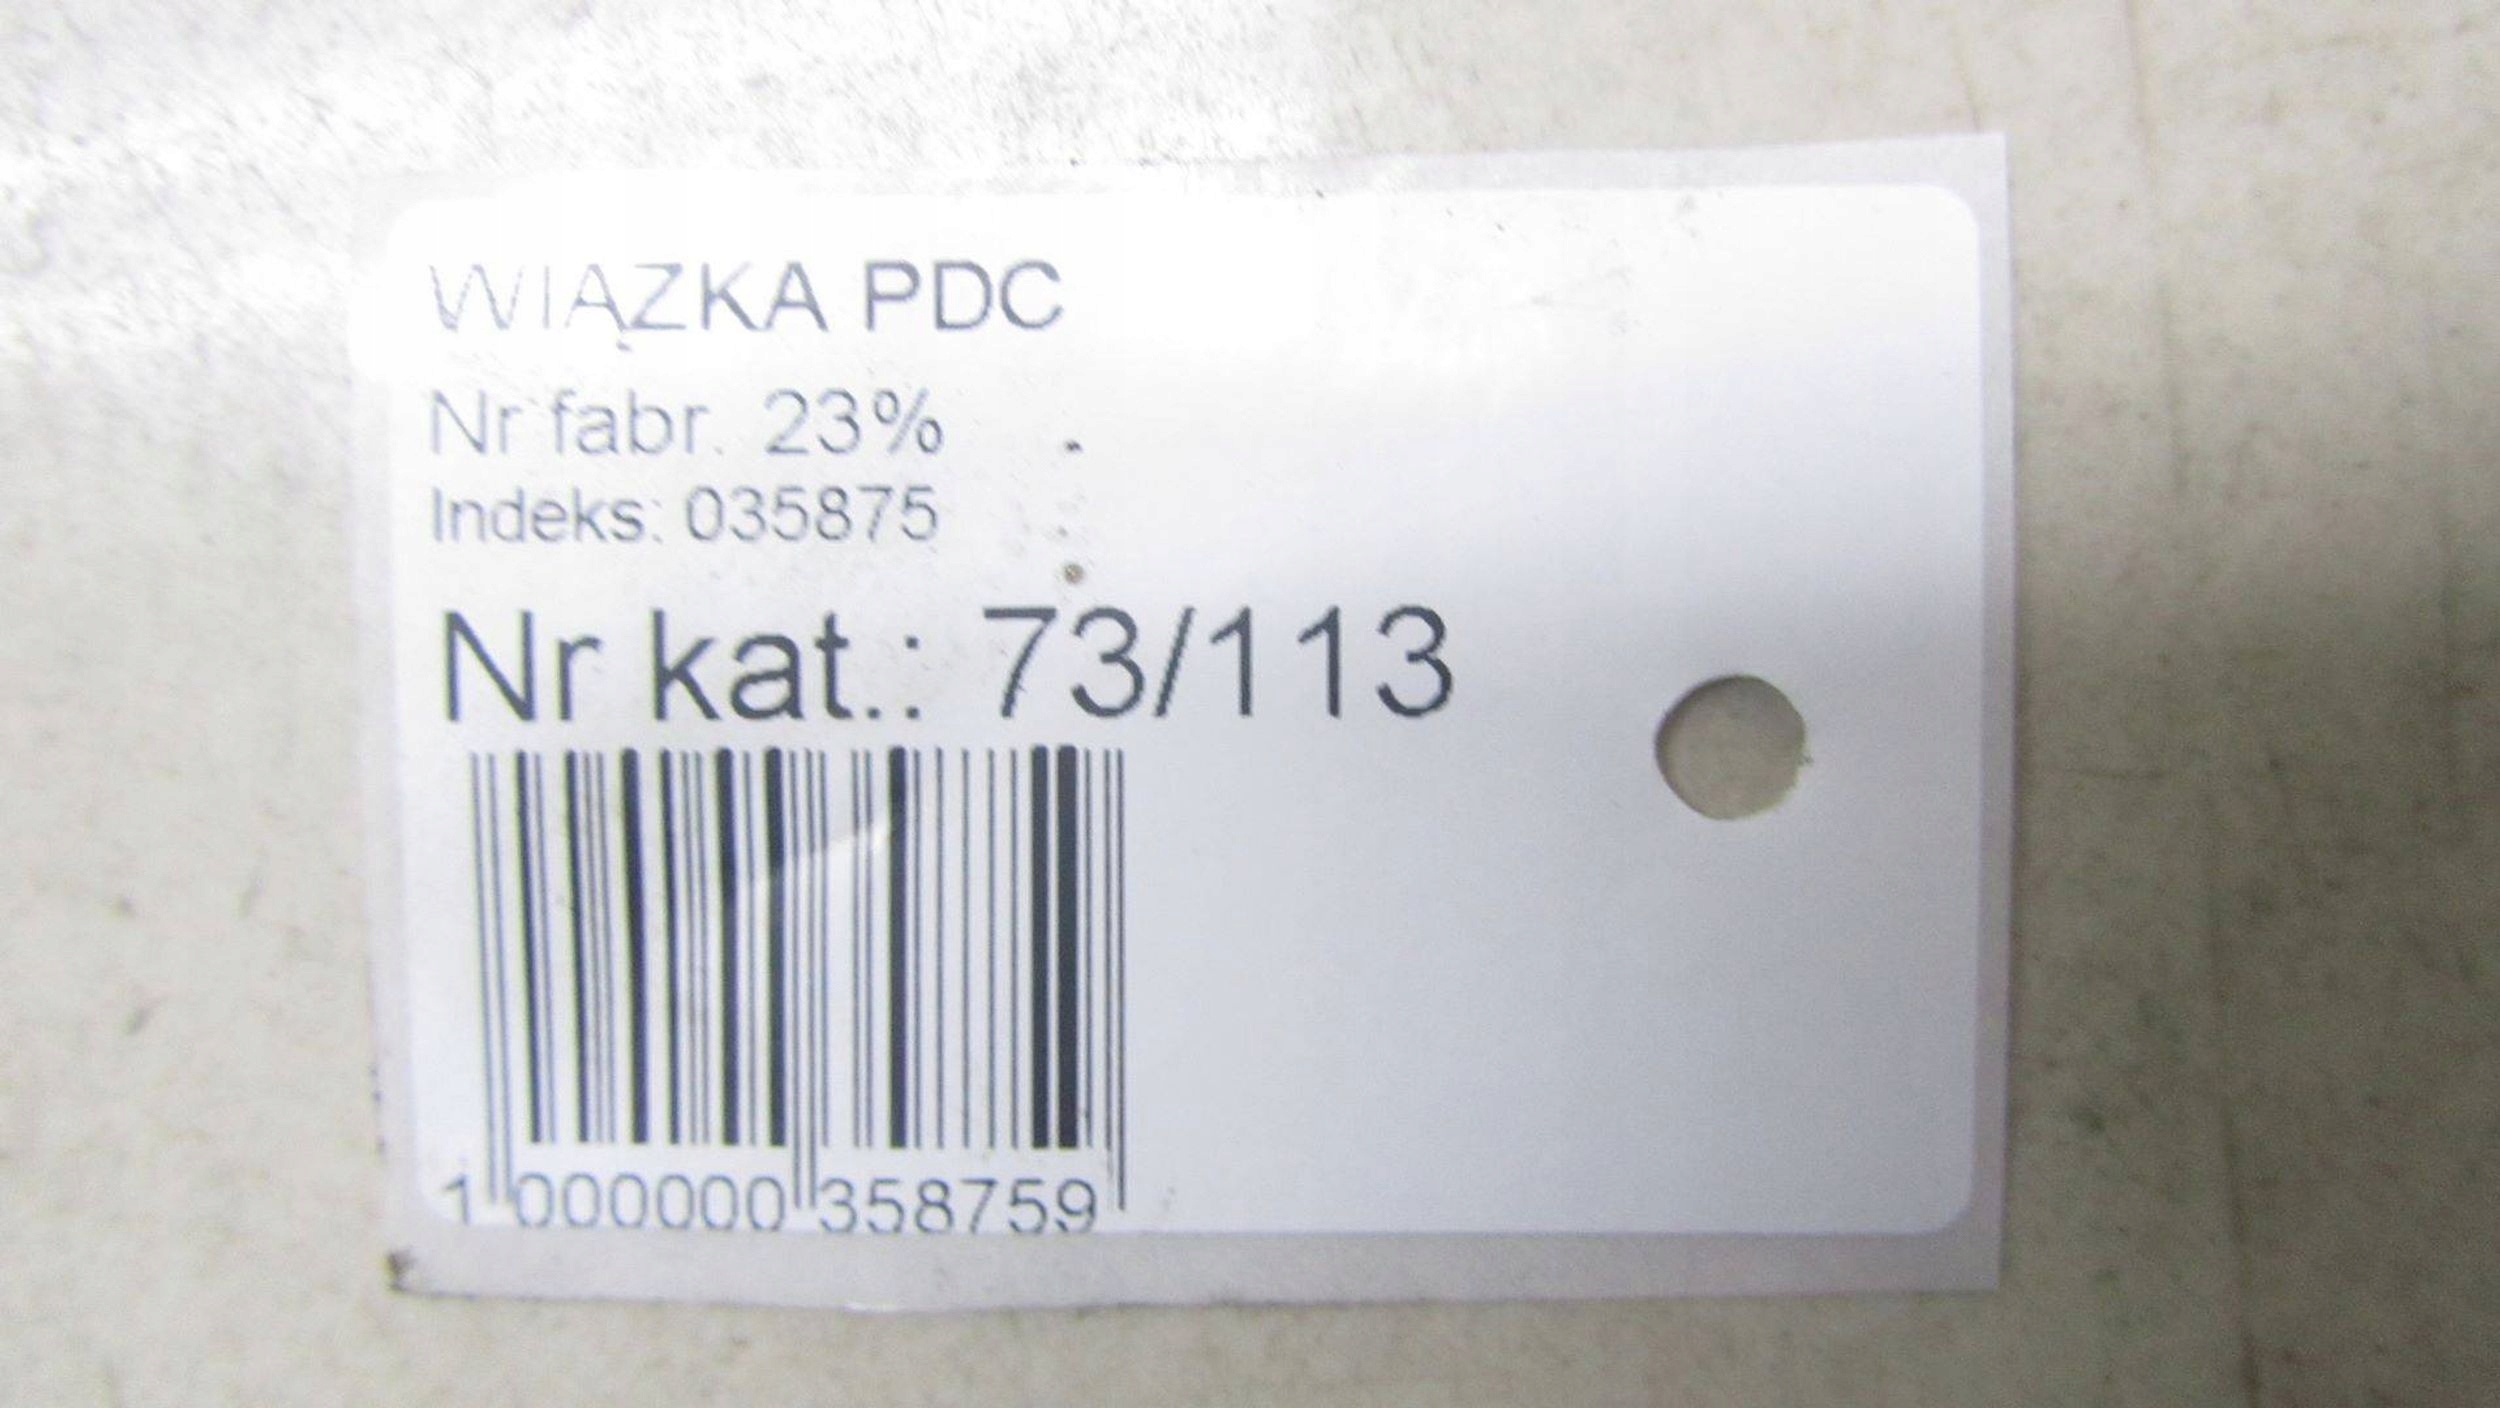 WIĄZKA PDC
Nr fabr. 23%
Indeks: 035875
Nr kat.: 73/113
1 000000 358759